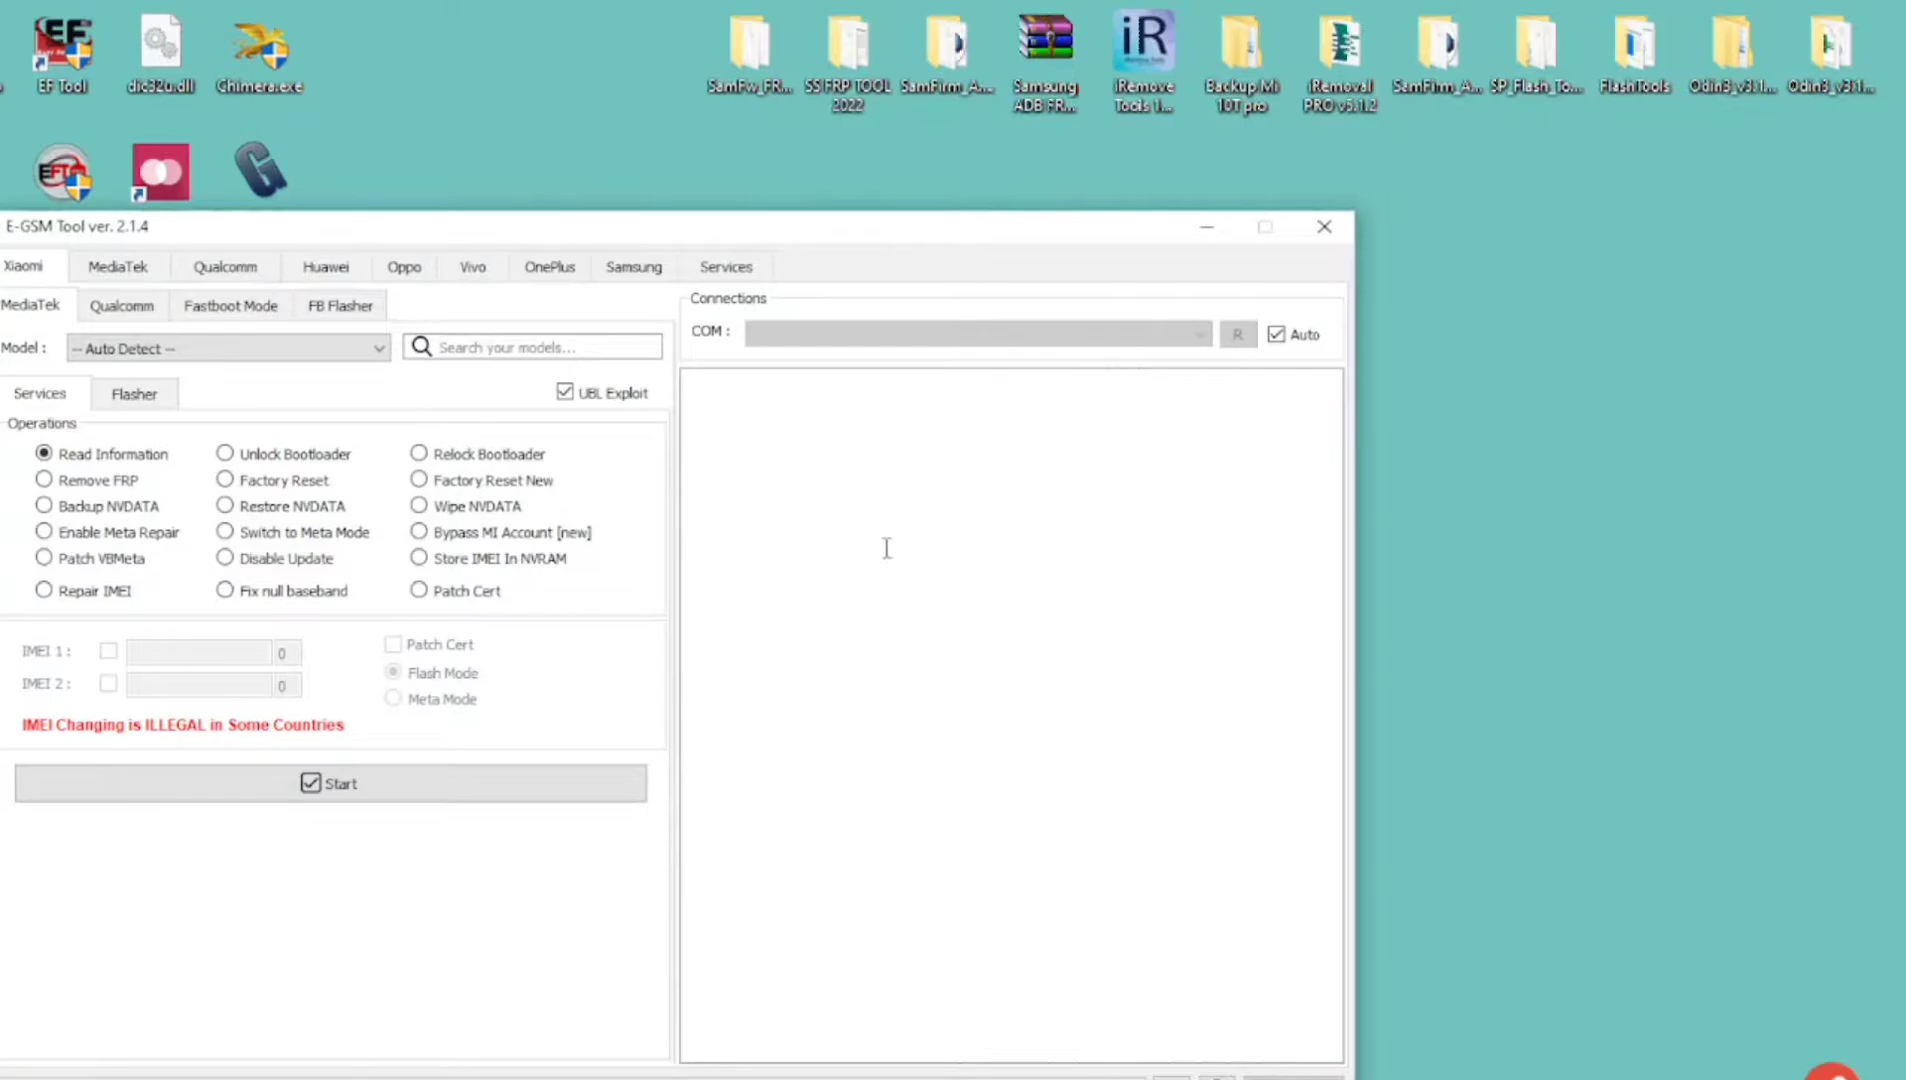 EF Tool
dic32u.dll
Chimera.exe
SamFw_FR...
SS FRP TOOL 2022
SamFirm_A...
Samsung ADB FR...
iR
iRemove Tools 1...
Backup Mi 10T pro
iRemoval PRO v5.1.2
SamFirm_A...
SP_Flash_To...
FlashTools
Odin3_v3.1...
Odin3_v3.1...
EF
EFT
G
E-GSM Tool ver. 2.1.4
Xiaomi MediaTek Qualcomm Huawei Oppo Vivo OnePlus Samsung Services
MediaTek Qualcomm Fastboot Mode FB Flasher
Connections
COM : R Auto
Model : -- Auto Detect -- Search your models...
Services Flasher UBL Exploit
Operations
Read Information Unlock Bootloader Relock Bootloader
Remove FRP Factory Reset Factory Reset New
Backup NVDATA Restore NVDATA Wipe NVDATA
Enable Meta Repair Switch to Meta Mode Bypass MI Account [new]
Patch VBMeta Disable Update Store IMEI In NVRAM
Repair IMEI Fix null baseband Patch Cert
IMEI 1 : 0 Patch Cert
Flash Mode
IMEI 2 : 0
Meta Mode
IMEI Changing is ILLEGAL in Some Countries
Start